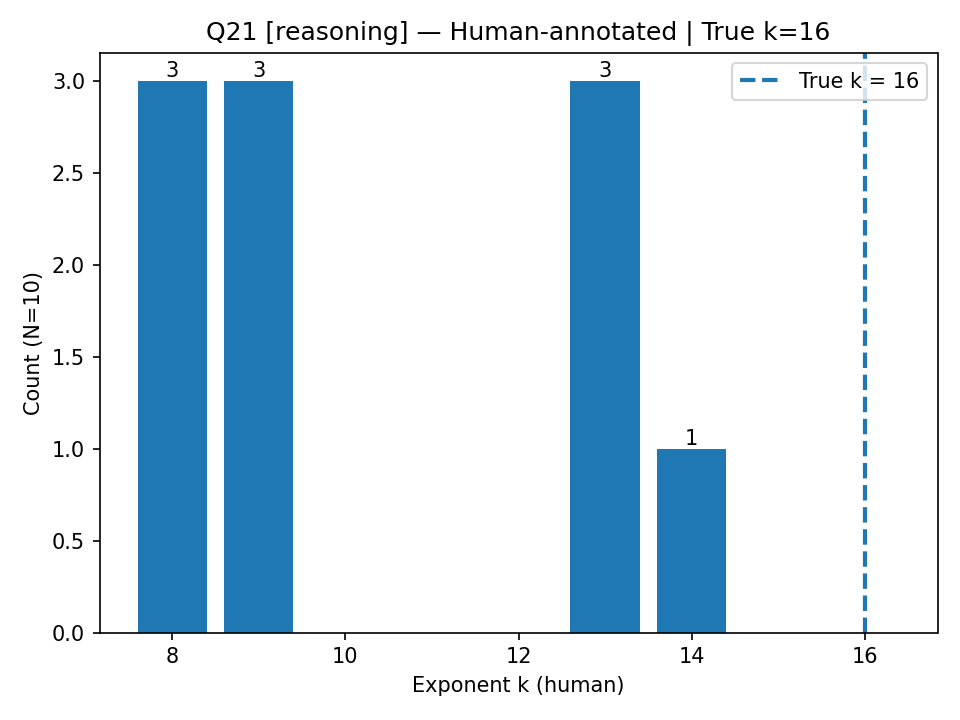 Q21 [reasoning] — Human-annotated | True k=16
3 3 3 1
True k = 16
3.0
2.5
2.0
1.5
1.0
0.5
0.0
Count (N=10)
8 10 12 14 16
Exponent k (human)